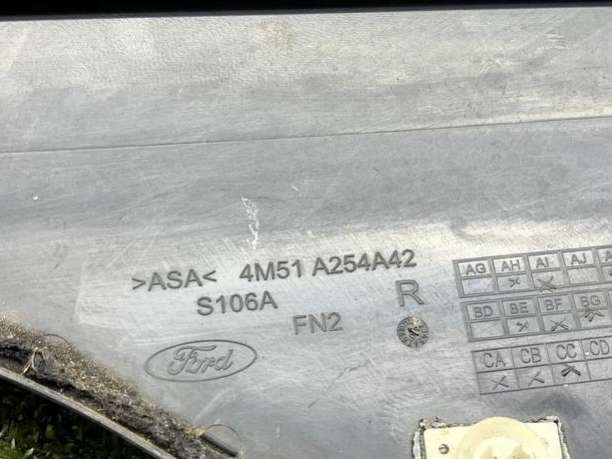 >ASA< 4M51 A254A42
S106A
FN2
R
Ford
AG AH AI AJ
BD BE BF BG
CA CB CC CD